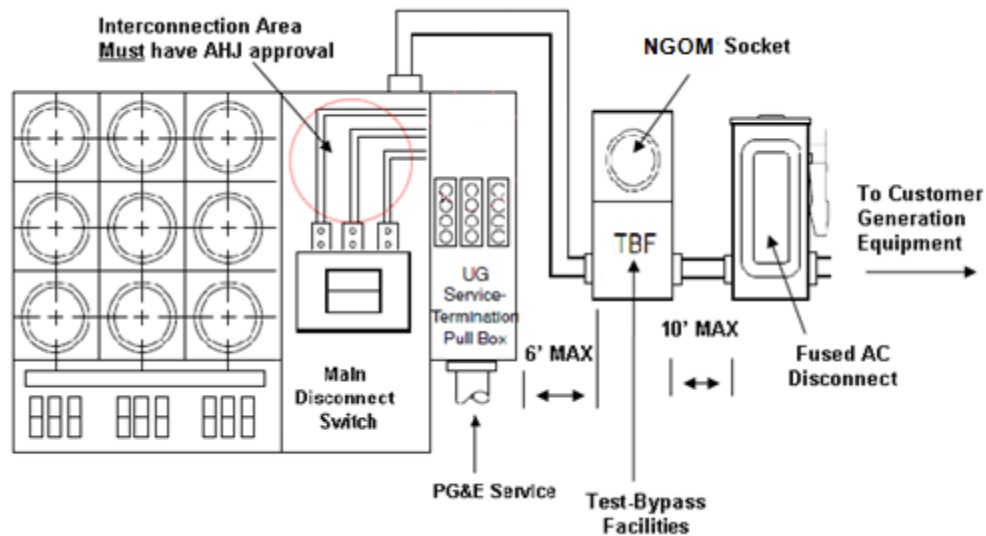 Interconnection Area
Must have AHJ approval
NGOM Socket
To Customer
Generation
Equipment
TBF
UG
Service-
Termination
Pull Box
6' MAX
10' MAX
Fused AC
Disconnect
Main
Disconnect
Switch
PG&E Service
Test-Bypass
Facilities